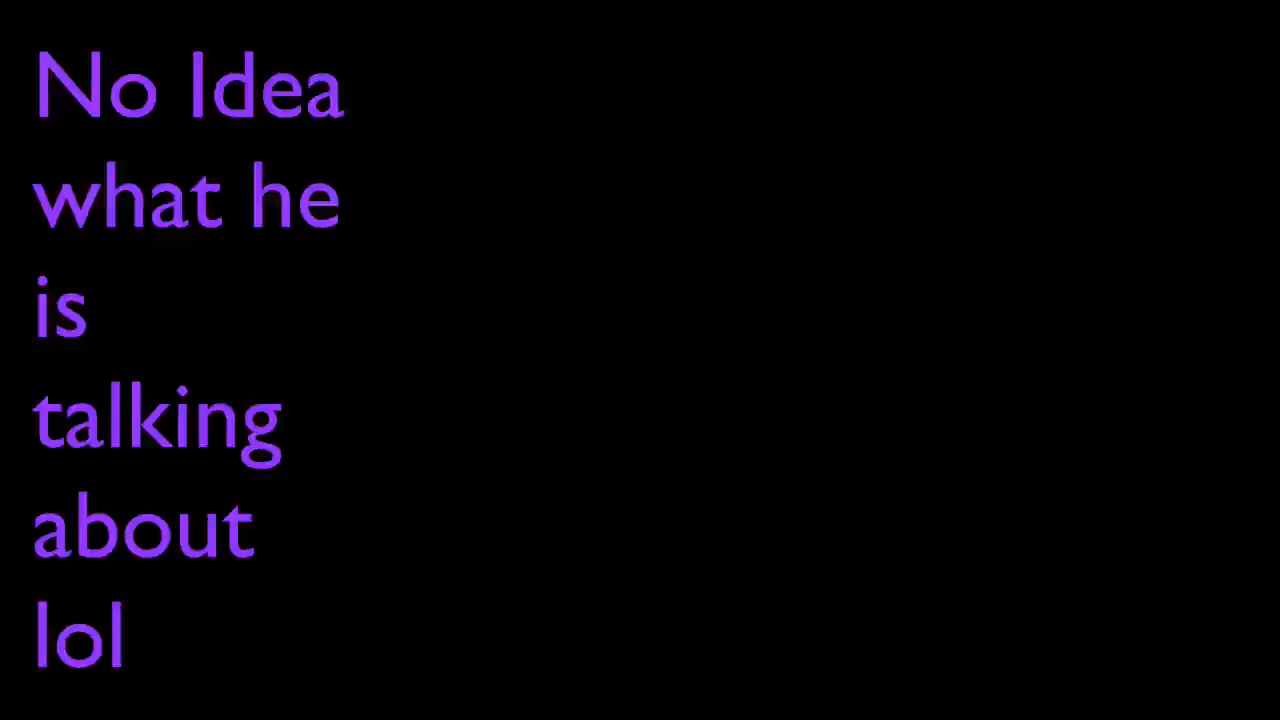 No Idea
what he
is
talking
about
lol